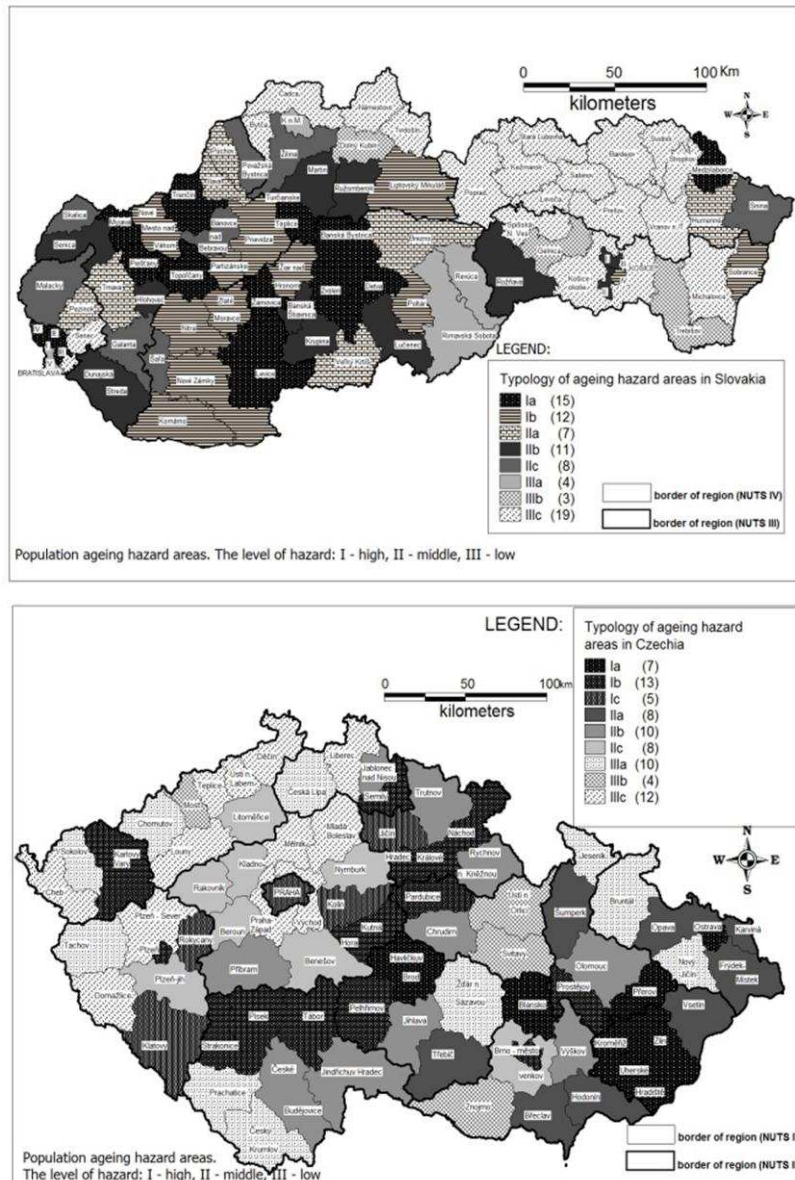 0 50 100 Km
kilometers
N
W E
S
Čadca
Námestovo
Bytča
K n M.
Tvrdošín
Dolný Kubín
Púchov
Považská
Bystrica
Žilina
Martin
Ružomberok
Liptovský Mikuláš
Poprad
Kežmarok
Stará Ľubovňa
Bardejov
Svidník
Stropkov
Medzilaborce
Sabinov
Levoča
Prešov
Vranov n. T.
Humenné
Snina
Trenčín
Turčianske
Teplice
Skalica
Senica
Myjava
Nové
Mesto nad
Váhom
Bánovce
nad
Bebravou
Prievidza
Banská Bystrica
Brezno
Spišská
N. Ves
Gelnica
Košice
okolie
KOŠICE
Michalovce
Sobrance
Trebišov
Rožňava
Revúca
Rimavská Sobota
Malacky
Piešťany
Topoľčany
Partizánske
Žiar nad
Hronom
Zvolen
Detva
Poltár
Trnava
Hlohovec
Zlaté
Moravce
Žarnovica
Banská
Štiavnica
Krupina
Lučenec
Pezinok
Senec
Galanta
Nitra
Šaľa
Levice
Veľký Krtíš
BRATISLAVA
Dunajská
Streda
Nové Zámky
Komárno
LEGEND:
Typology of ageing hazard areas in Slovakia
Ia (15)
Ib (12)
IIa (7)
IIb (11)
IIc (8)
IIIa (4)
IIIb (3)
IIIc (19)
border of region (NUTS IV)
border of region (NUTS III)
Population ageing hazard areas. The level of hazard: I - high, II - middle, III - low
LEGEND:
Typology of ageing hazard
areas in Czechia
Ia (7)
Ib (13)
Ic (5)
IIa (8)
IIb (10)
IIc (8)
IIIa (10)
IIIb (4)
IIIc (12)
0 50 100km
kilometers
N
W E
S
Děčín
Liberec
Ústí n.
Labem
Teplice
Česká Lípa
Jablonec
nad Nisou
Semily
Trutnov
Most
Chomutov
Litoměřice
Louny
Mělník
Mladá
Boleslav
Jičín
Náchod
Hradec
Králové
Rychnov
n. Kněžnou
Jeseník
Bruntál
Sokolov
Cheb
Karlovy
Vary
Rakovník
Kladno
PRAHA
Nymburk
Kolín
Pardubice
Ústí n.
Orlicí
Šumperk
Opava
Ostrava
Karviná
Plzeň - Sever
Plzeň
Rokycany
Beroun
Praha-
Západ
Východ
Kutná
Hora
Chrudim
Svitavy
Tachov
Domažlice
Plzeň-jih
Příbram
Benešov
Havlíčkův
Brod
Olomouc
Nový
Jičín
Frýdek-
Místek
Žďár n.
Sázavou
Prostějov
Přerov
Vsetín
Klatovy
Strakonice
Písek
Tábor
Pelhřimov
Jihlava
Blansko
Třebíč
Brno - město
venkov
Vyškov
Kroměříž
Zlín
Uherské
Hradiště
Prachatice
České
Budějovice
Jindřichuv Hradec
Znojmo
Břeclav
Hodonín
Český
Krumlov
border of region (NUTS I
border of region (NUTS II
Population ageing hazard areas.
The level of hazard: I - high, II - middle, III - low